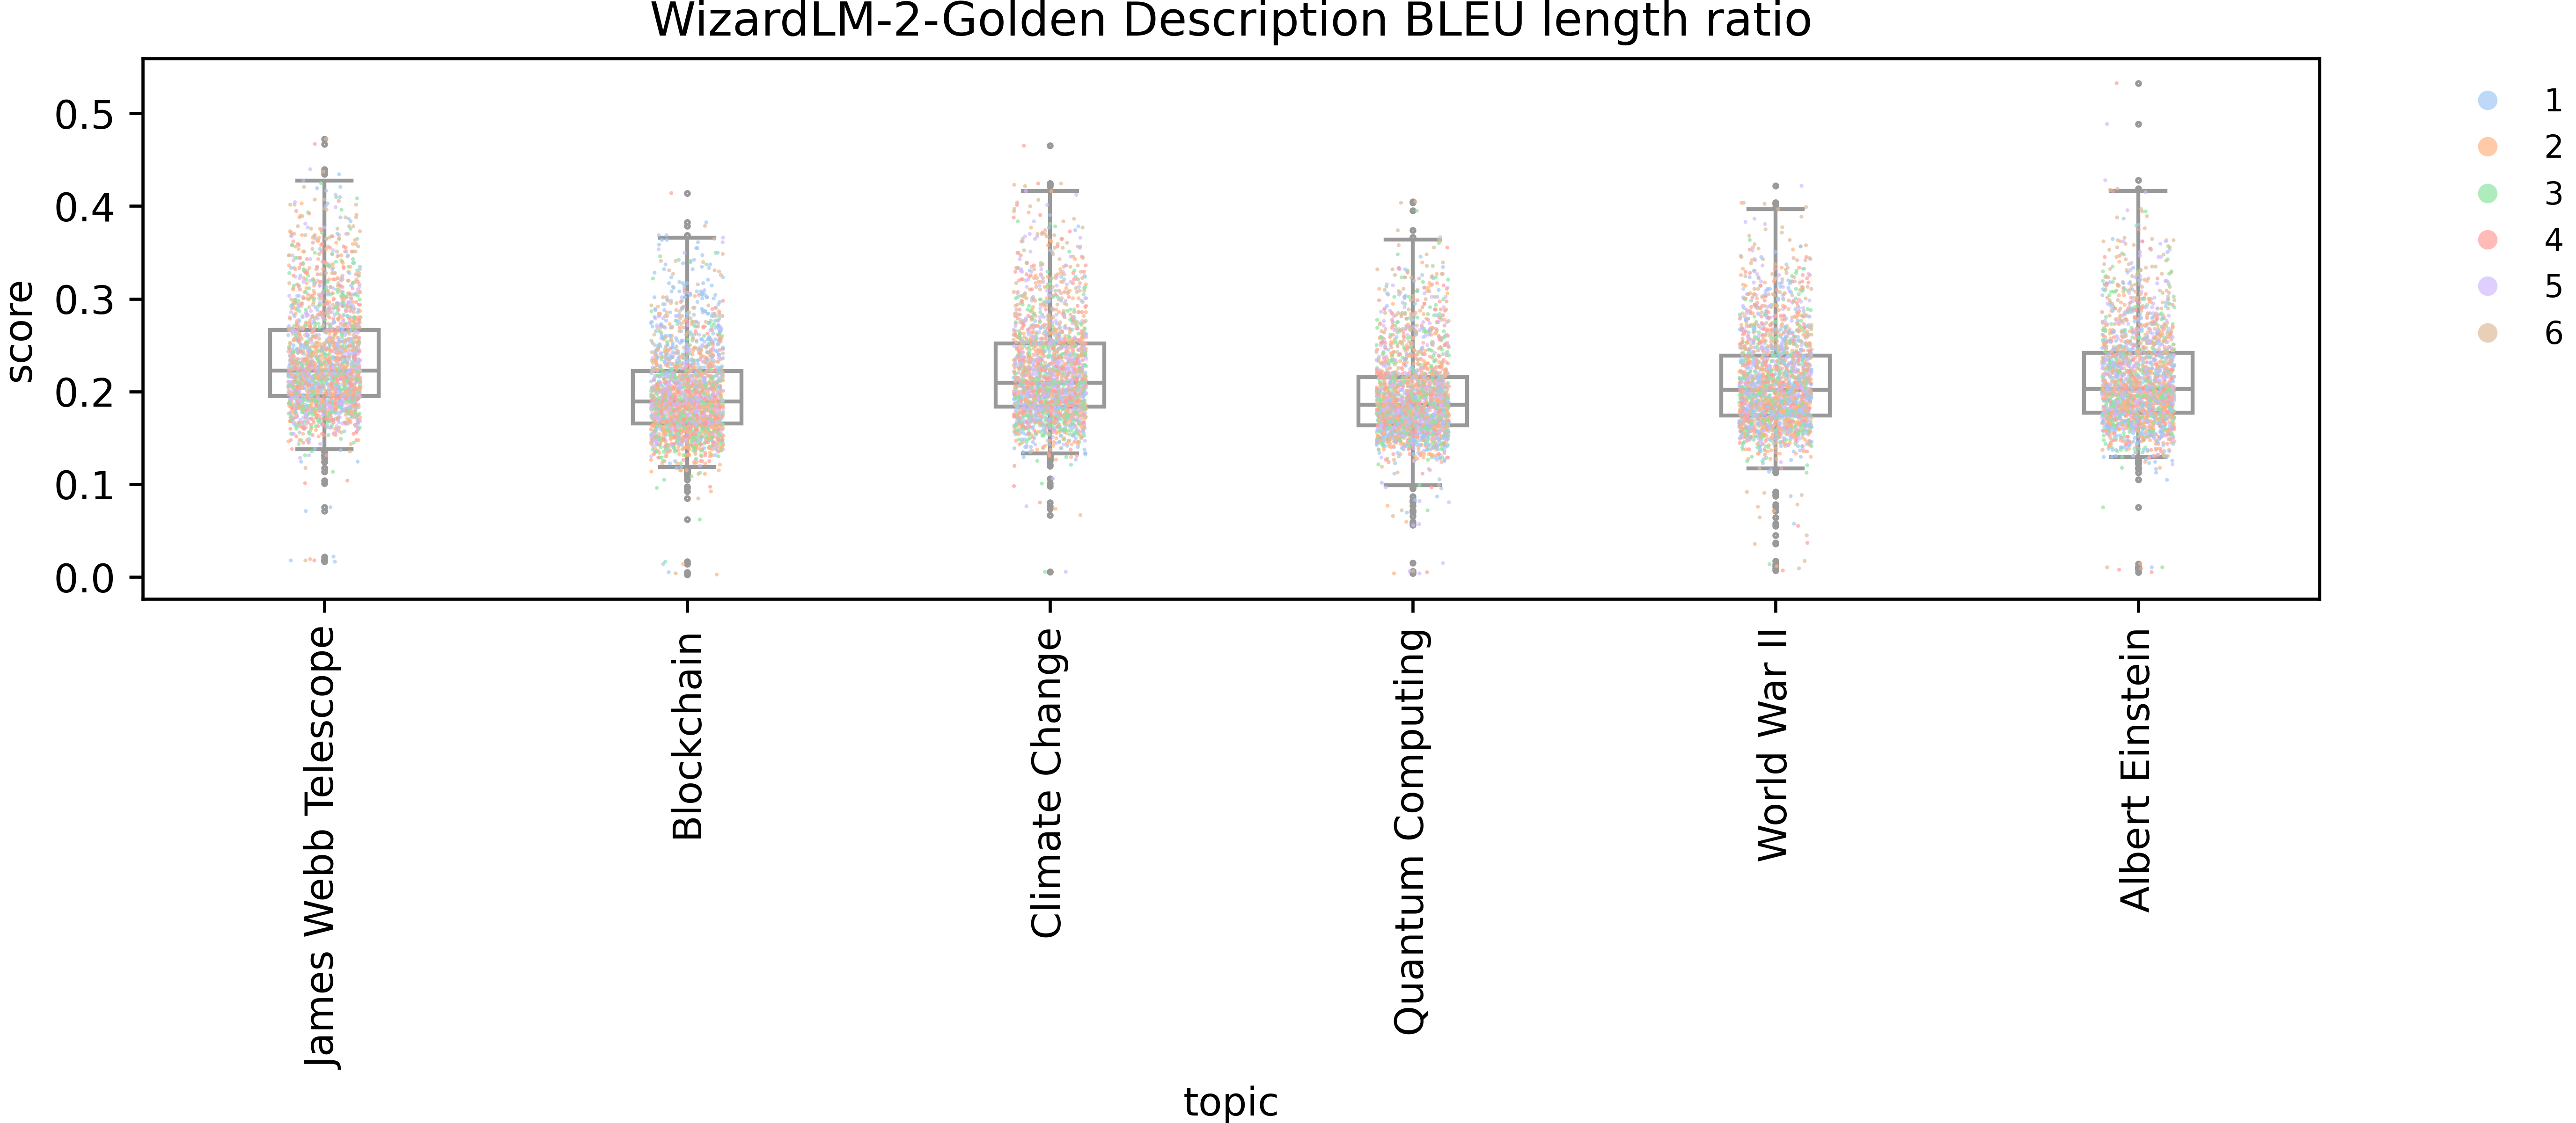 WizardLM-2-Golden Description BLEU length ratio
score
0.5
0.4
0.3
0.2
0.1
0.0
1
2
3
4
5
6
James Webb Telescope
Blockchain
Climate Change
Quantum Computing
World War II
Albert Einstein
topic